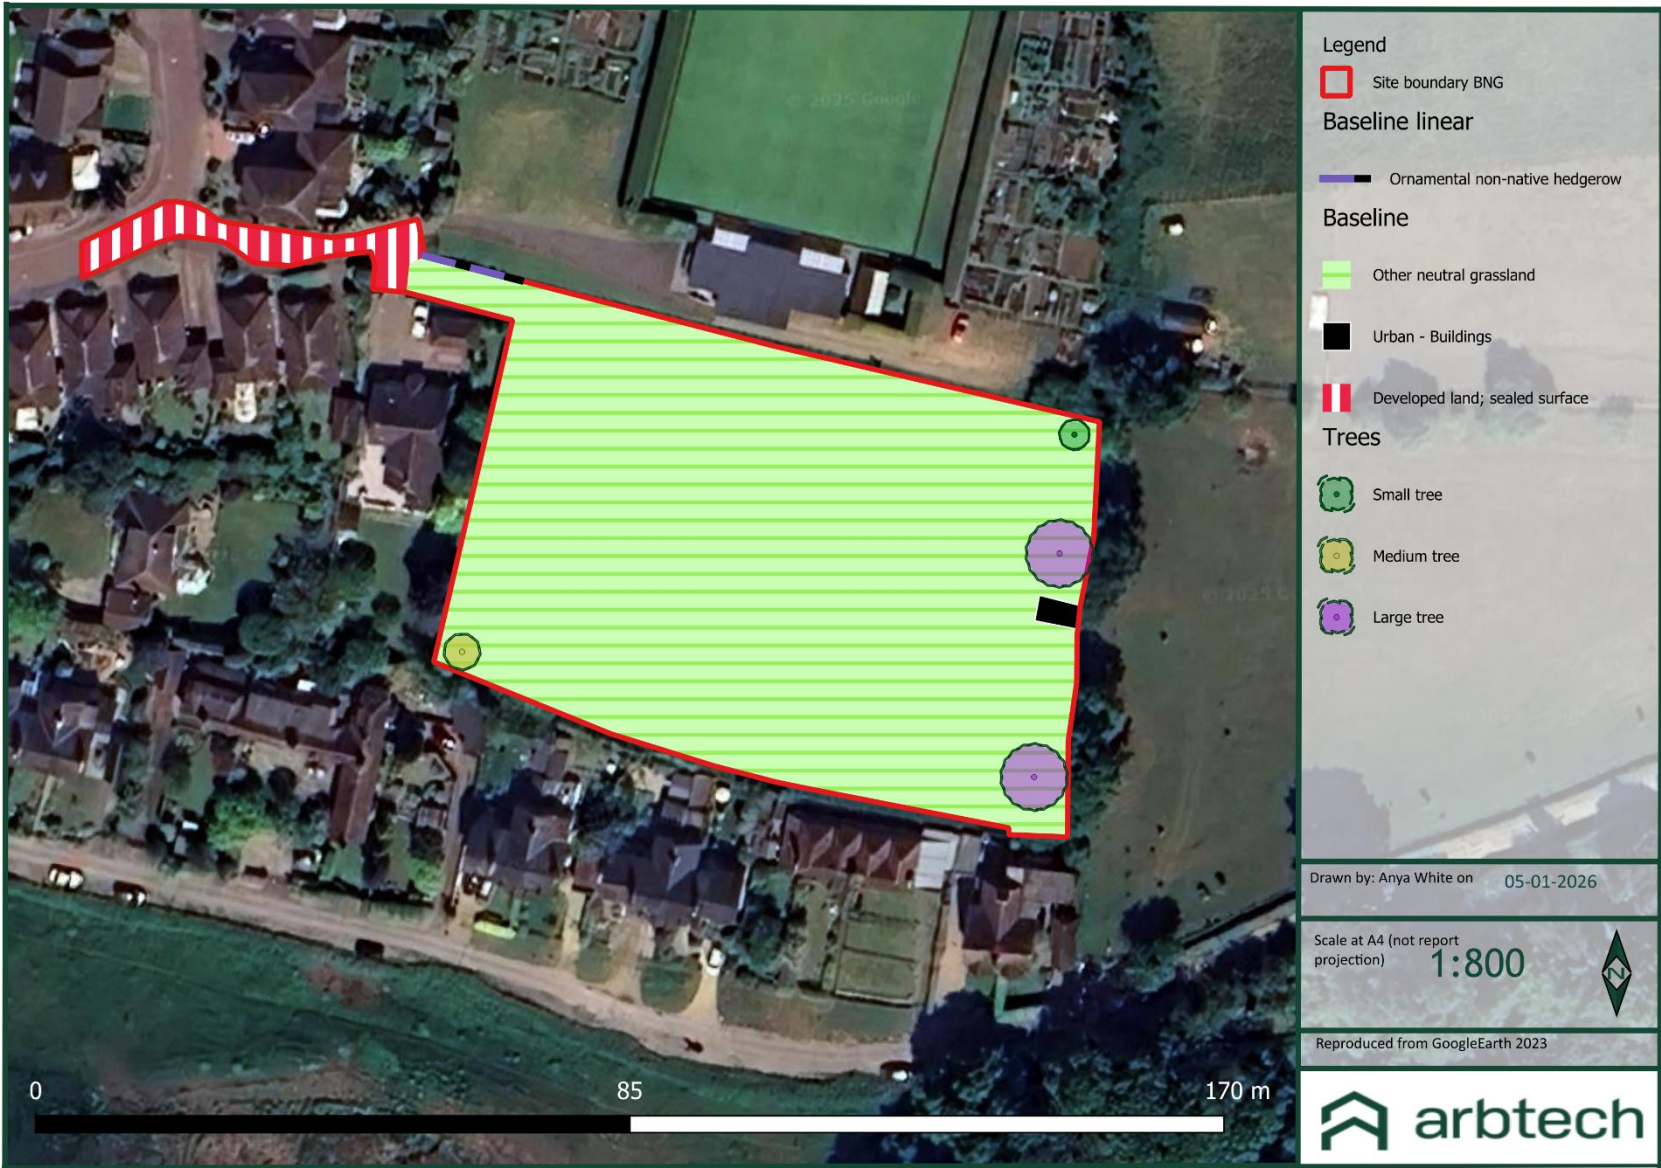 © 2025 Google
Legend
Site boundary BNG
Baseline linear
Ornamental non-native hedgerow
Baseline
Other neutral grassland
Urban - Buildings
Developed land; sealed surface
Trees
Small tree
Medium tree
Large tree
Drawn by: Anya White on 05-01-2026
Scale at A4 (not report
projection) 1:800
N
Reproduced from GoogleEarth 2023
0 85 170 m
arbtech